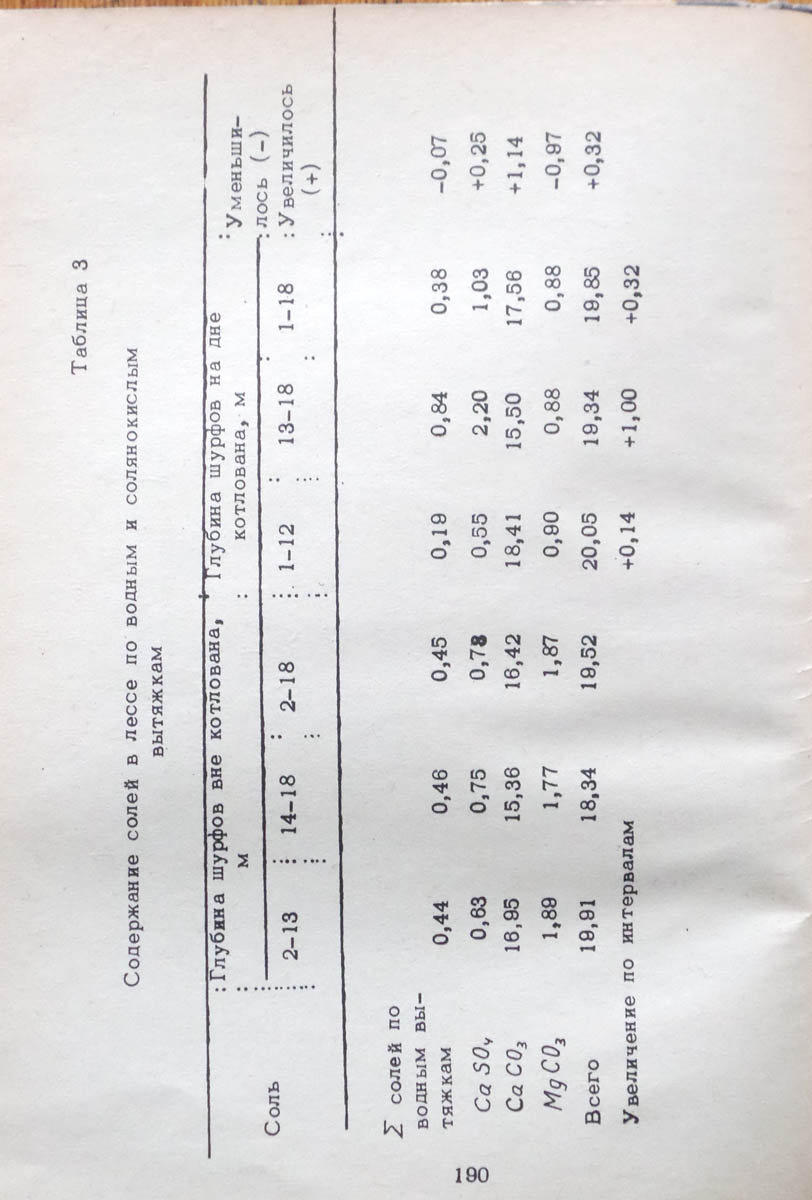 Таблица 3
Содержание солей в лессе по водным и солянокислым
вытяжкам
Соль : Глубина шурфов вне котлована, м : Глубина шурфов на дне котлована, м : Уменьши-
лось (-)
: Увеличилось
(+)
2-13 : 14-18 : 2-18 : 1-12 : 13-18 : 1-18
Σ солей по
водным вы-
тяжкам 0,44 0,46 0,45 0,19 0,84 0,38 -0,07
CaSO₄ 0,63 0,75 0,78 0,55 2,20 1,03 +0,25
CaCO₃ 16,95 15,36 16,42 18,41 15,50 17,56 +1,14
MgCO₃ 1,89 1,77 1,87 0,90 0,88 0,88 -0,97
Всего 19,91 18,34 19,52 20,05 19,34 19,85 +0,32
Увеличение по интервалам +0,14 +1,00 +0,32
190